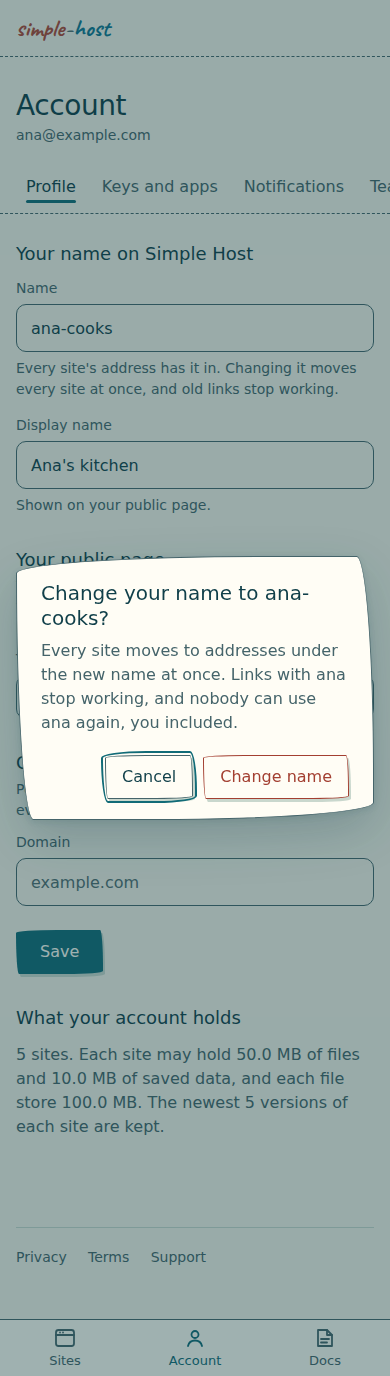 simple-host
Account
ana@example.com
Profile Keys and apps Notifications
Your name on Simple Host
Name
ana-cooks
Every site's address has it in. Changing it moves
every site at once, and old links stop working.
Display name
Ana's kitchen
Shown on your public page.
Your public page
Change your name to ana-
cooks?
Every site moves to addresses under
the new name at once. Links with ana
stop working, and nobody can use
ana again, you included.
Cancel Change name
Domain
example.com
Save
What your account holds
5 sites. Each site may hold 50.0 MB of files
and 10.0 MB of saved data, and each file
store 100.0 MB. The newest 5 versions of
each site are kept.
Privacy Terms Support
Sites Account Docs